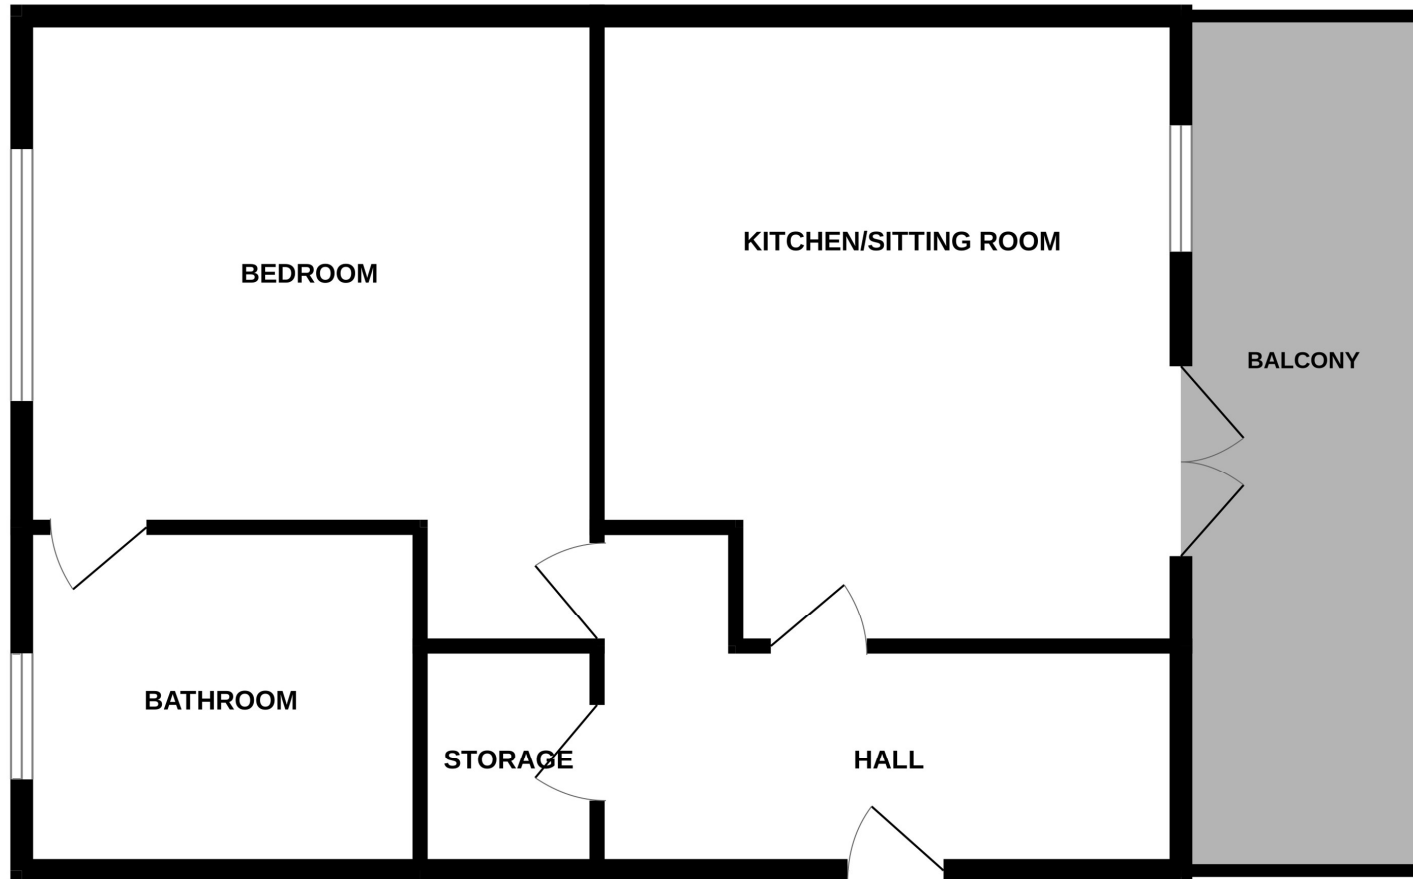 KITCHEN/SITTING ROOM
BEDROOM
BALCONY
BATHROOM
STORAGE
HALL